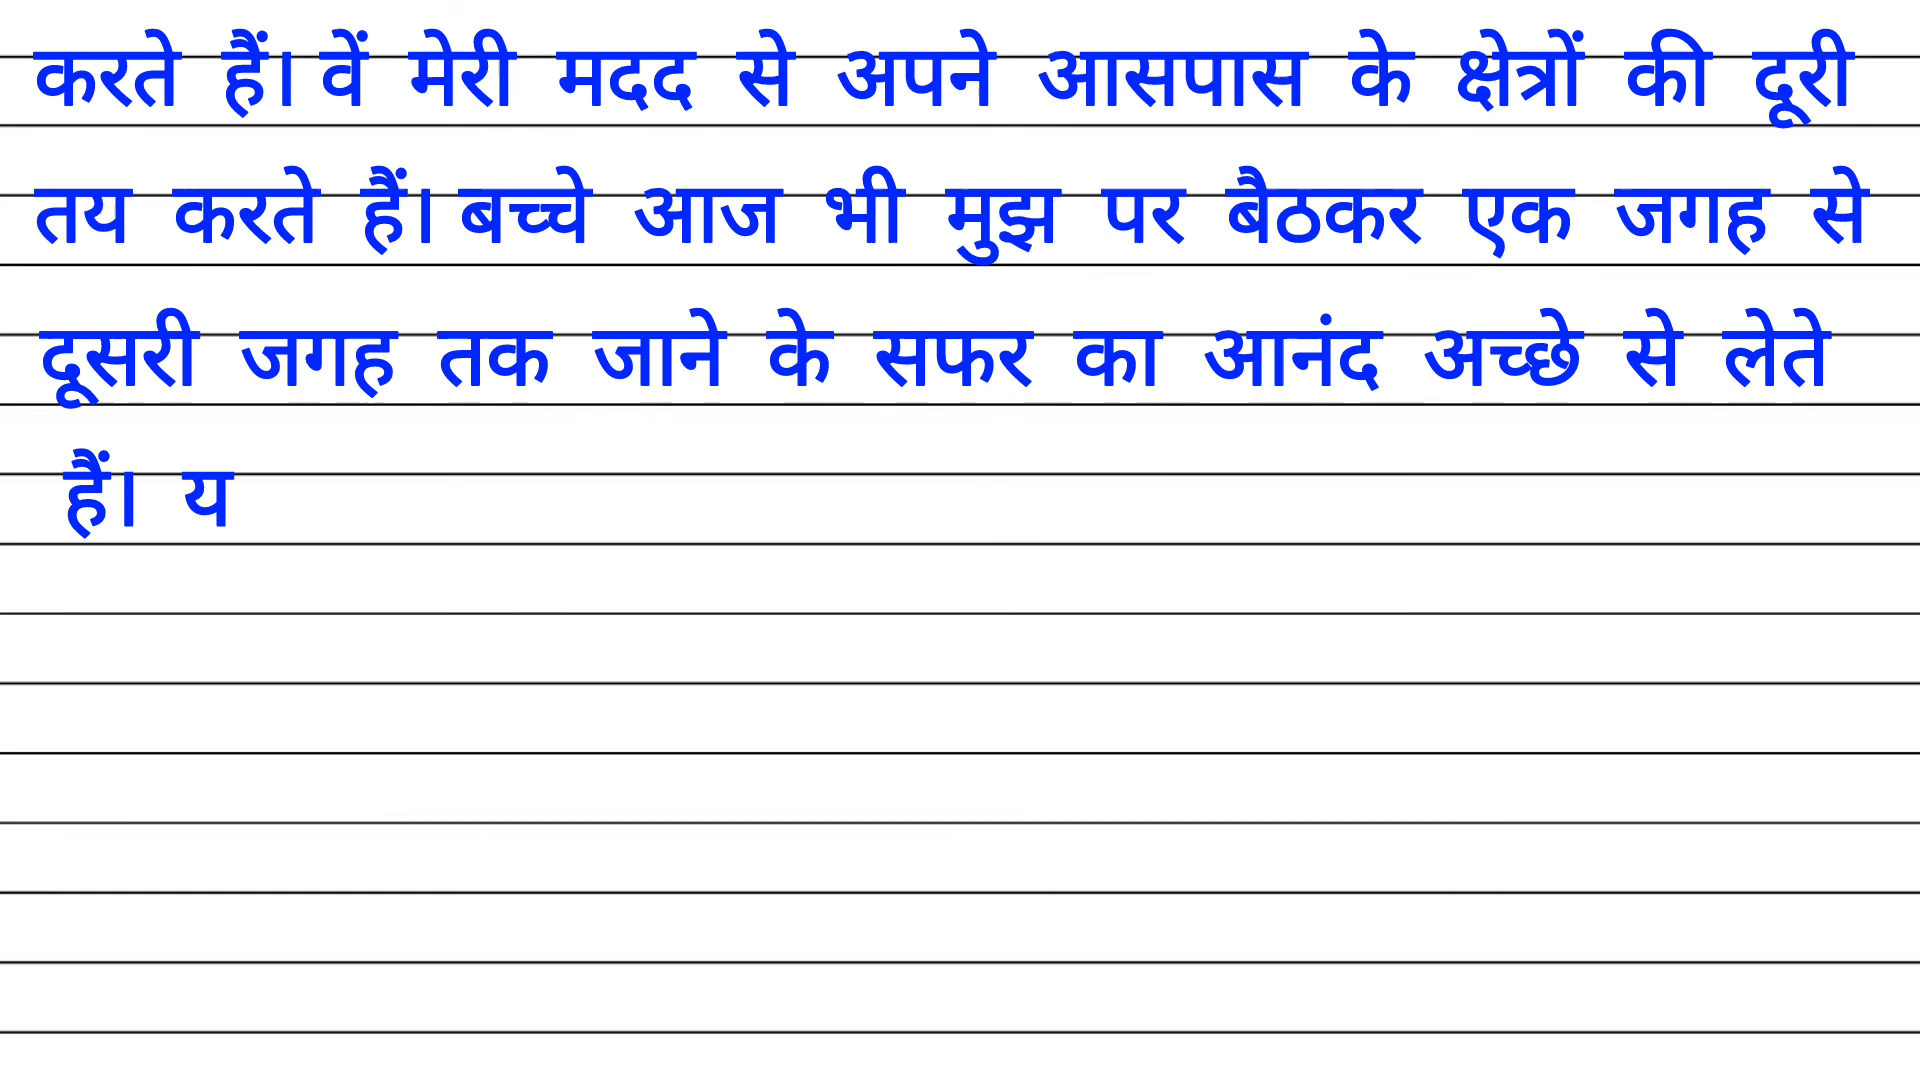 करते हैं। वें मेरी मदद से अपने आसपास के क्षेत्रों की दूरी
तय करते हैं। बच्चे आज भी मुझ पर बैठकर एक जगह से
दूसरी जगह तक जाने के सफर का आनंद अच्छे से लेते
हैं। य